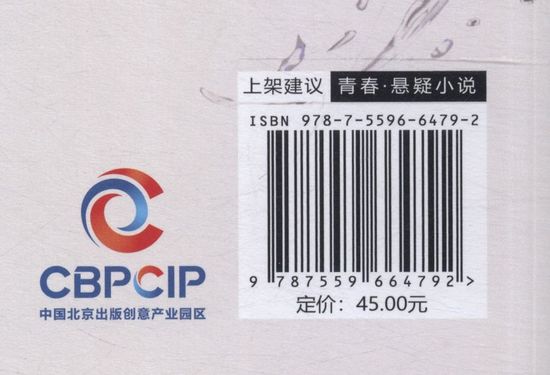 上架建议 青春·悬疑小说
ISBN 978-7-5596-6479-2
9 787559 664792 >
定价：45.00元
CBPCIP
中国北京出版创意产业园区